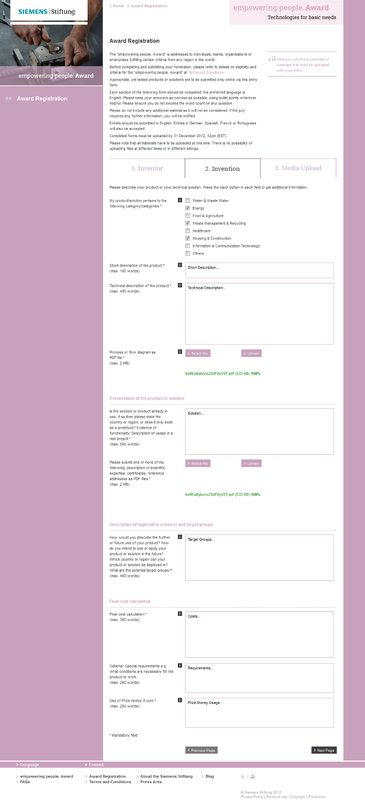 SIEMENS | Stiftung
empowering people. Award
Award Registration
Home > Award Registration
empowering people. Award
Technologies for basic needs
Award Registration
The "empowering people. Award" is addressed to individuals, teams, organisations or
enterprises fulfilling certain criteria from any region in the world.
Before completing and submitting your nomination, please refer to details on eligibility and
criteria for the "empowering people. Award" at Terms and Conditions.
Appropriate, yet tested products or solutions are to be submitted only online via this entry
form.
Each section of the following form should be completed, the preferred language is
English. Please keep your answers as concise as possible, using bullet points wherever
helpful. Please ensure you do not exceed the word count on any question.
Please do not include any additional material as it will not be considered. If the jury
requires any further information, you will be notified.
Entries should be submitted in English. Entries in German, Spanish, French or Portuguese
will also be accepted.
Completed forms must be uploaded by 31 December 2012, 12pm (EST).
Please note that all materials have to be uploaded at one time. There is no possibility of
uploading files at different times or in different sittings.
Here you will find a checklist of
materials that must be uploaded
with your entry.
1. Inventor
2. Invention
3. Media Upload
Please describe your product or your technical solution. Press the black button in each field to get additional information.
My product/solution pertains to the
following category/categories:*
Water & Waste Water
Energy
Food & Agriculture
Waste Management & Recycling
Healthcare
Housing & Construction
Information & Communication Technology
Others
Short description of the product:*
(max. 100 words)
Short Description...
Technical description of the product:*
(max. 400 words)
Technical Description...
Process or flow diagram as
PDF file:*
(max. 2 MB)
Select file
Upload
Presentation of the product or solution
Is the solution or product already in
use, if so then please state the
country or region, or does it only exist
as a prototype? Evidence of
functionality: Description of usage in a
real project.*
Solution...
Please submit one or more of the
following: description of scientific
expertise, certificates, reference
addresses as PDF files:*
(max. 2 MB)
Select file
Upload
Description of application scenario and target groups
How would you describe the further
or future use of your product? How
do you intend to use or apply your
product or solution in the future?
Which country or region can your
product or solution be deployed in?
What are the potential target groups?*
(max. 400 words)
Target Groups...
Final cost calculation
Final cost calculation:*
(max. 300 words)
Costs...
Optional: Special requirements e.g.
what conditions are necessary for the
product to work.
(max. 200 words)
Requirements...
Use of Prize money if won:*
(max. 200 words)
Prize Money Usage...
* Mandatory field
Previous Page
Next Page
Language
Contact
empowering people. Award
FAQs
Award Registration
Terms and Conditions
About the Siemens Stiftung
Press Area
Blog
© Siemens Stiftung 2012
Privacy Policy | Terms of use | Copyright | Production